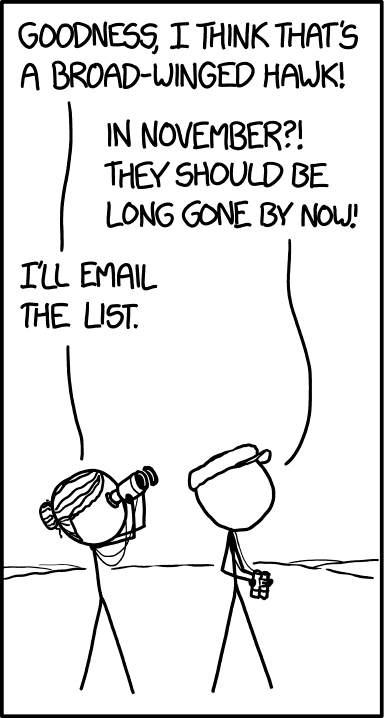 GOODNESS, I THINK THAT'S
A BROAD-WINGED HAWK!
IN NOVEMBER?!
THEY SHOULD BE
LONG GONE BY NOW!
I'LL EMAIL
THE LIST.